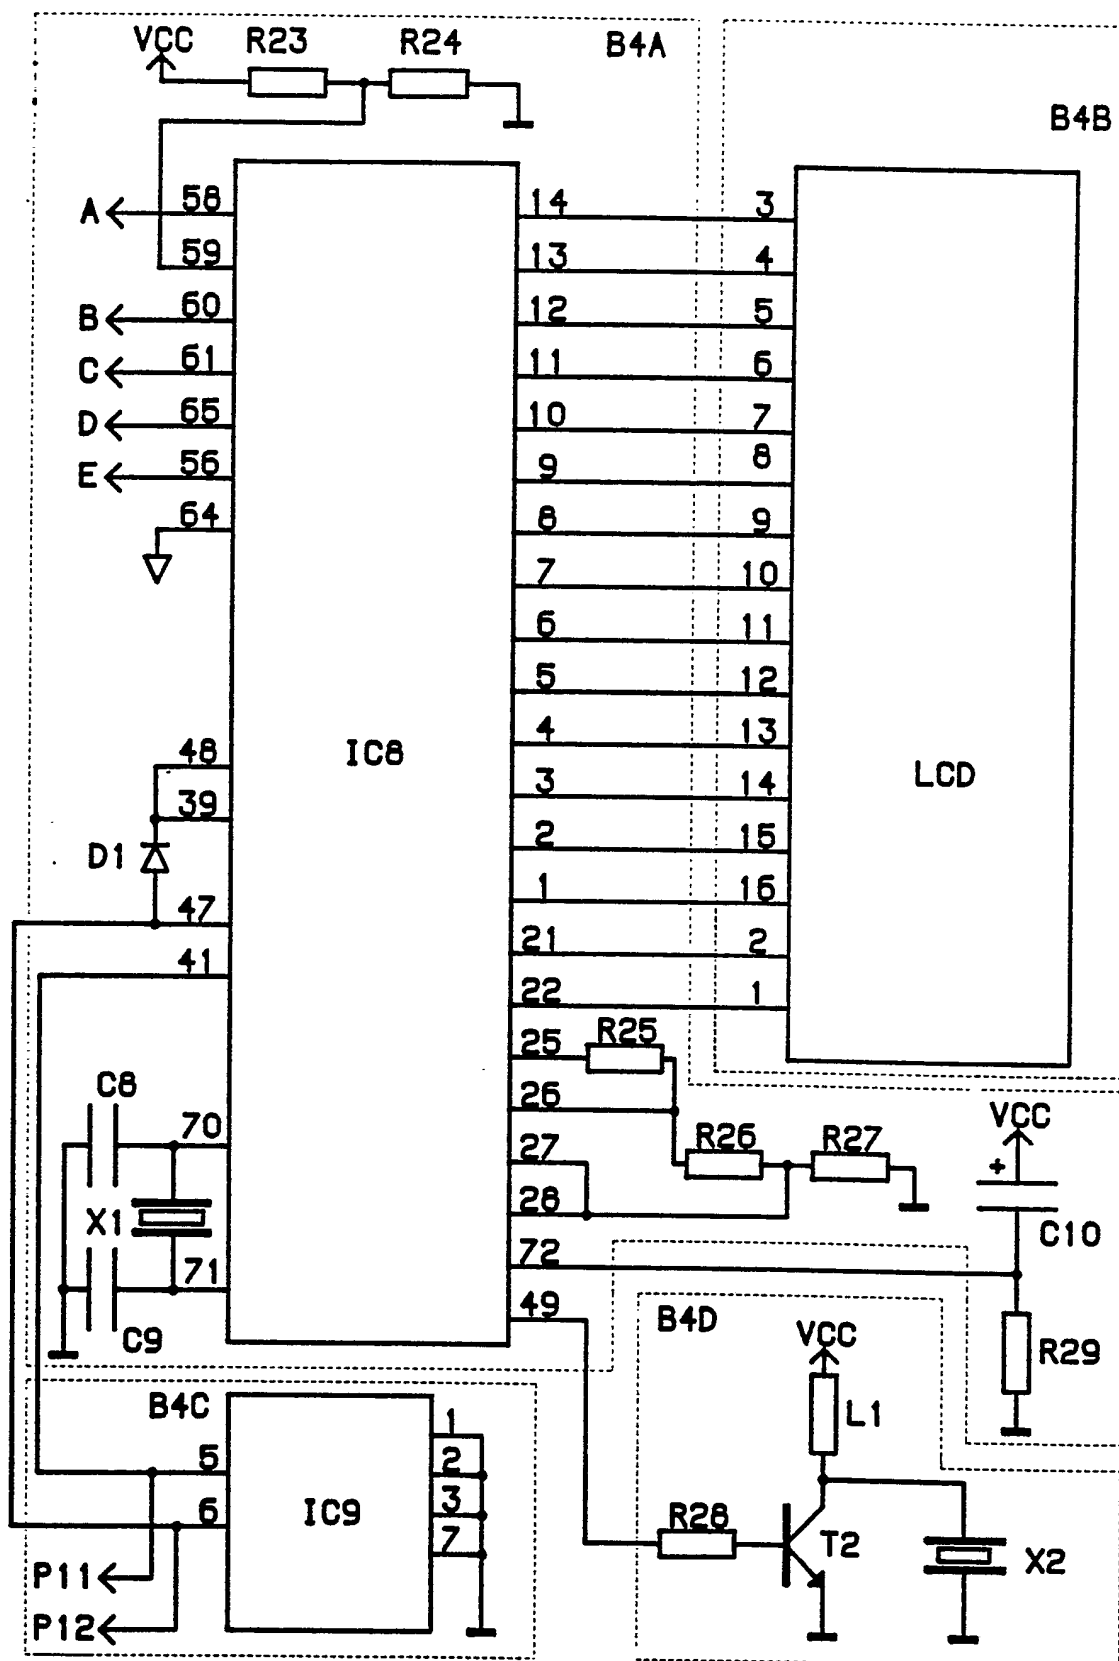 VCC R23 R24 B4A
B4B
A 58 14 3
59 13 4
B 60 12 5
C 61 11 6
D 65 10 7
E 56 9 8
64 8 9
7 10
6 11
5 12
48 IC8 4 13 LCD
39 3 14
D1 2 15
47 1 16
41 21 2
22 1
25 R25
C8 26
70 27 R26 R27 VCC
X1 28 + C10
71 72
C9 49 B4D VCC R29
B4C L1
5 1
2
6 IC9 3 R28 T2 X2
7
P11
P12